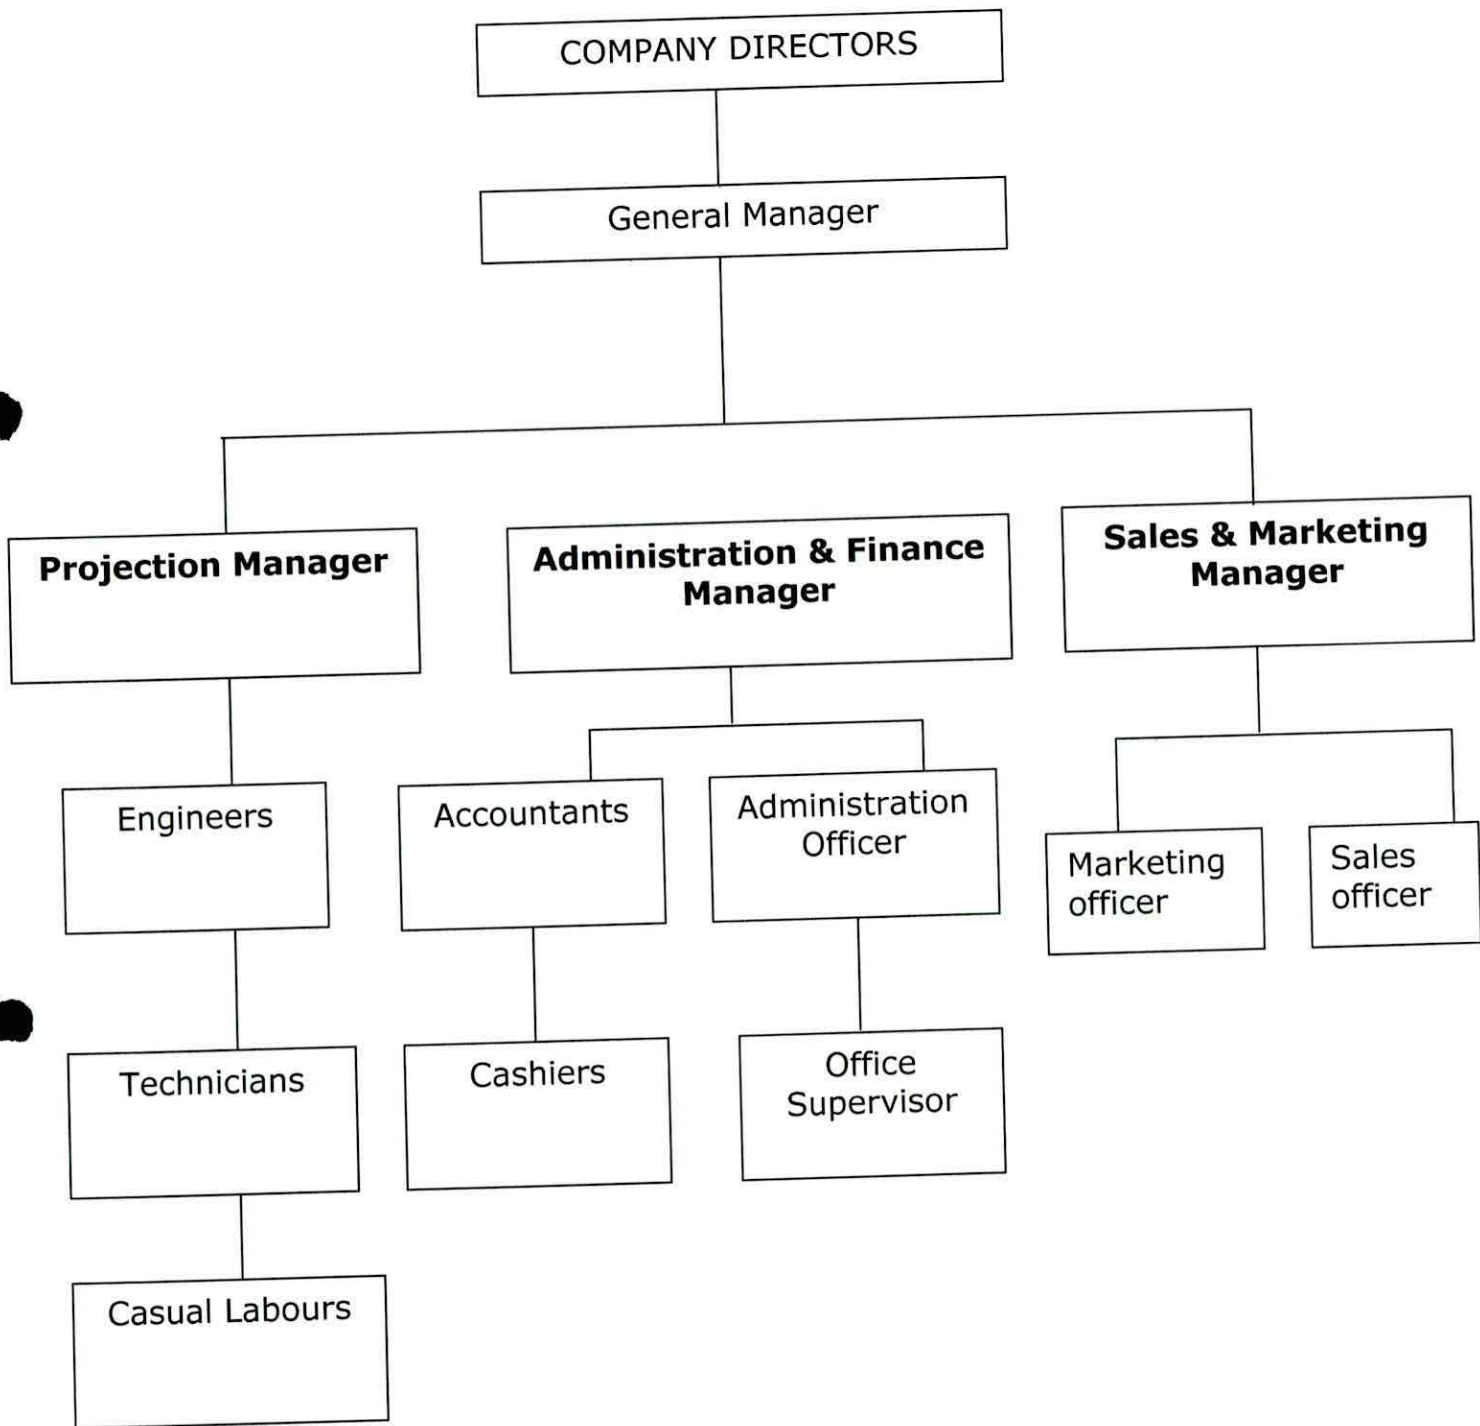 COMPANY DIRECTORS
General Manager
Projection Manager
Administration & Finance
Manager
Sales & Marketing
Manager
Engineers
Accountants
Administration
Officer
Marketing
officer
Sales
officer
Technicians
Cashiers
Office
Supervisor
Casual Labours